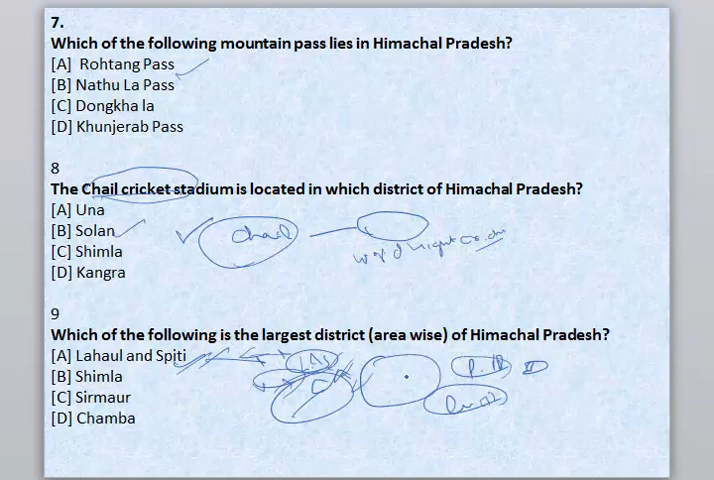 7.
Which of the following mountain pass lies in Himachal Pradesh?
[A] Rohtang Pass
[B] Nathu La Pass
[C] Dongkha la
[D] Khunjerab Pass
8
The Chail cricket stadium is located in which district of Himachal Pradesh?
[A] Una
[B] Solan
[C] Shimla
[D] Kangra
Chail
9
Which of the following is the largest district (area wise) of Himachal Pradesh?
[A] Lahaul and Spiti
[B] Shimla
[C] Sirmaur
[D] Chamba